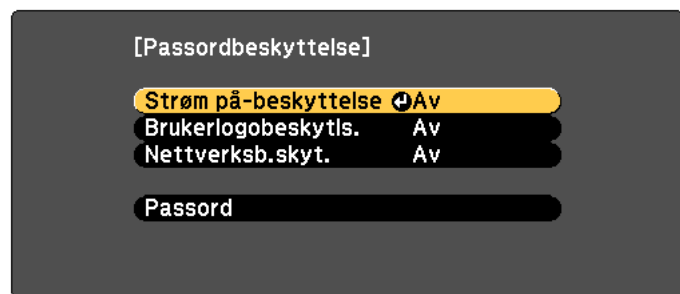 [Passordbeskyttelse]
Strøm på-beskyttelse Av
Brukerlogobeskytls. Av
Nettverksb.skyt. Av
Passord